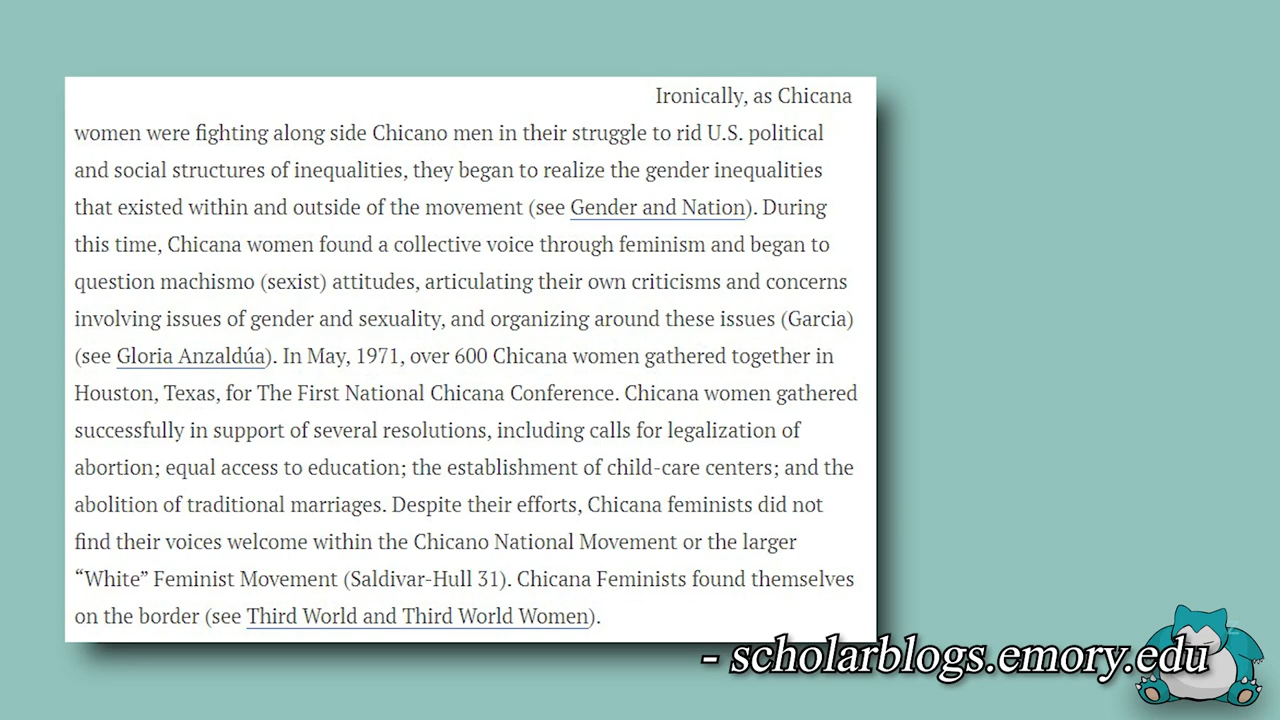 Ironically, as Chicana
women were fighting along side Chicano men in their struggle to rid U.S. political
and social structures of inequalities, they began to realize the gender inequalities
that existed within and outside of the movement (see Gender and Nation). During
this time, Chicana women found a collective voice through feminism and began to
question machismo (sexist) attitudes, articulating their own criticisms and concerns
involving issues of gender and sexuality, and organizing around these issues (Garcia)
(see Gloria Anzaldúa). In May, 1971, over 600 Chicana women gathered together in
Houston, Texas, for The First National Chicana Conference. Chicana women gathered
successfully in support of several resolutions, including calls for legalization of
abortion; equal access to education; the establishment of child-care centers; and the
abolition of traditional marriages. Despite their efforts, Chicana feminists did not
find their voices welcome within the Chicano National Movement or the larger
“White” Feminist Movement (Saldivar-Hull 31). Chicana Feminists found themselves
on the border (see Third World and Third World Women).
- scholarblogs.emory.edu
Z